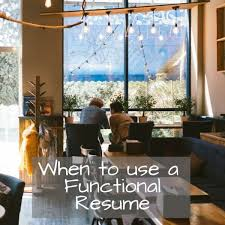 When to use a
Functional
Resume